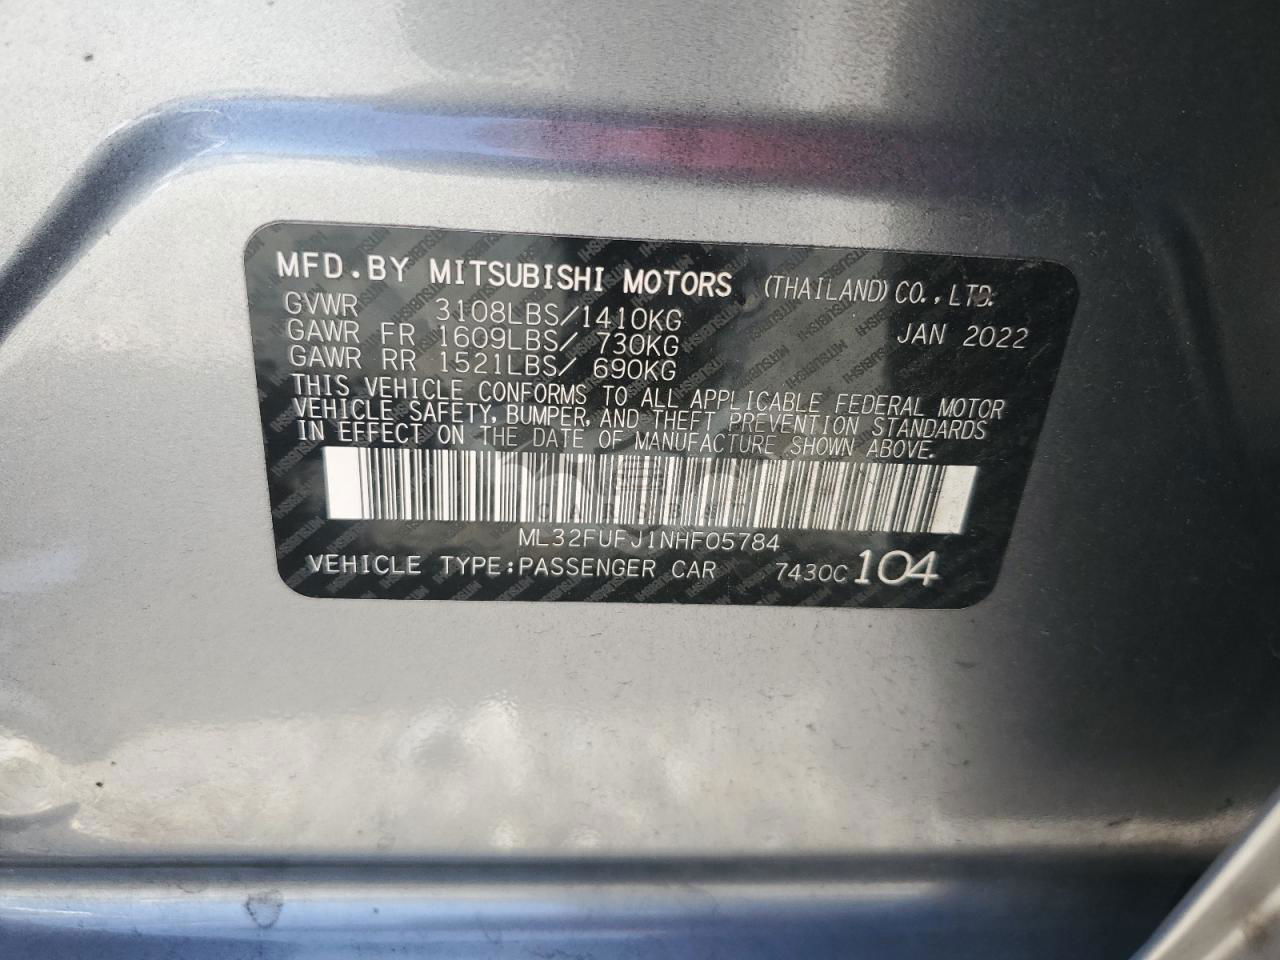 MFD.BY MITSUBISHI MOTORS (THAILAND) CO.,LTD.
GVWR 3108LBS/1410KG JAN 2022
GAWR FR 1609LBS/ 730KG
GAWR RR 1521LBS/ 690KG
THIS VEHICLE CONFORMS TO ALL APPLICABLE FEDERAL MOTOR
VEHICLE SAFETY, BUMPER, AND THEFT PREVENTION STANDARDS
IN EFFECT ON THE DATE OF MANUFACTURE SHOWN ABOVE.
ML32FUFJ1NHF05784
VEHICLE TYPE:PASSENGER CAR 7430C 104